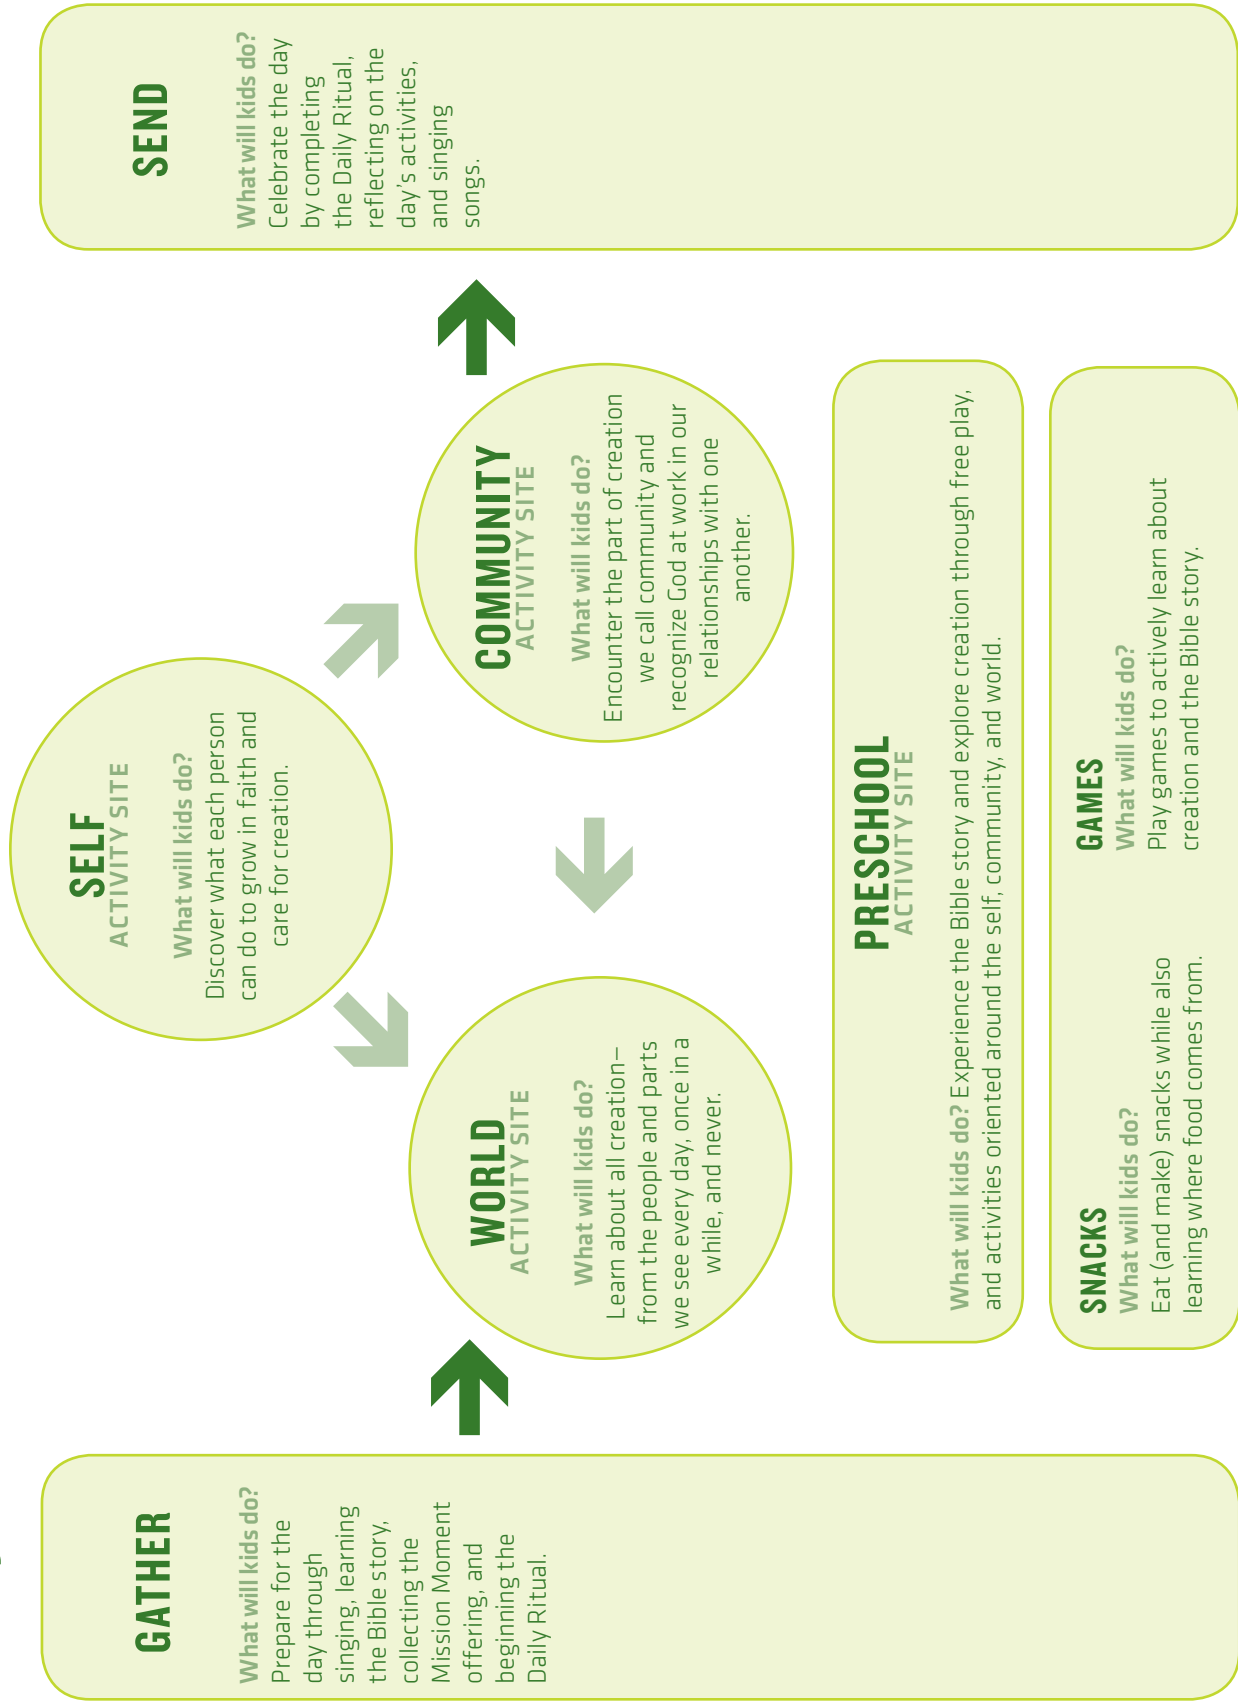 GATHER
What will kids do?
Prepare for the
day through
singing, learning
the Bible story,
collecting the
Mission Moment
offering, and
beginning the
Daily Ritual.
SELF
ACTIVITY SITE
What will kids do?
Discover what each person
can do to grow in faith and
care for creation.
WORLD
ACTIVITY SITE
What will kids do?
Learn about all creation—
from the people and parts
we see every day, once in a
while, and never.
COMMUNITY
ACTIVITY SITE
What will kids do?
Encounter the part of creation
we call community and
recognize God at work in our
relationships with one
another.
PRESCHOOL
ACTIVITY SITE
What will kids do? Experience the Bible story and explore creation through free play,
and activities oriented around the self, community, and world.
SNACKS
What will kids do?
Eat (and make) snacks while also
learning where food comes from.
GAMES
What will kids do?
Play games to actively learn about
creation and the Bible story.
SEND
What will kids do?
Celebrate the day
by completing
the Daily Ritual,
reflecting on the
day's activities,
and singing
songs.